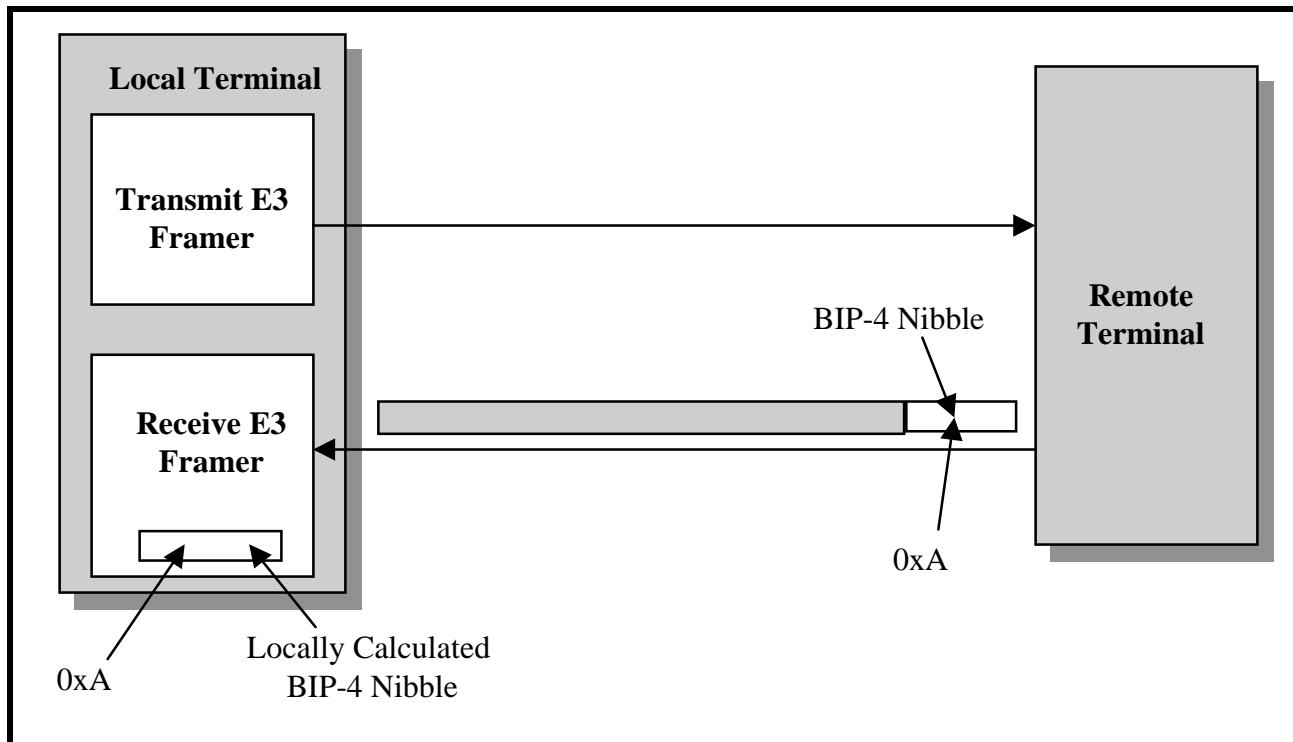 Local Terminal
Transmit E3
Framer
Remote
Terminal
BIP-4 Nibble
Receive E3
Framer
0xA
Locally Calculated
BIP-4 Nibble
0xA